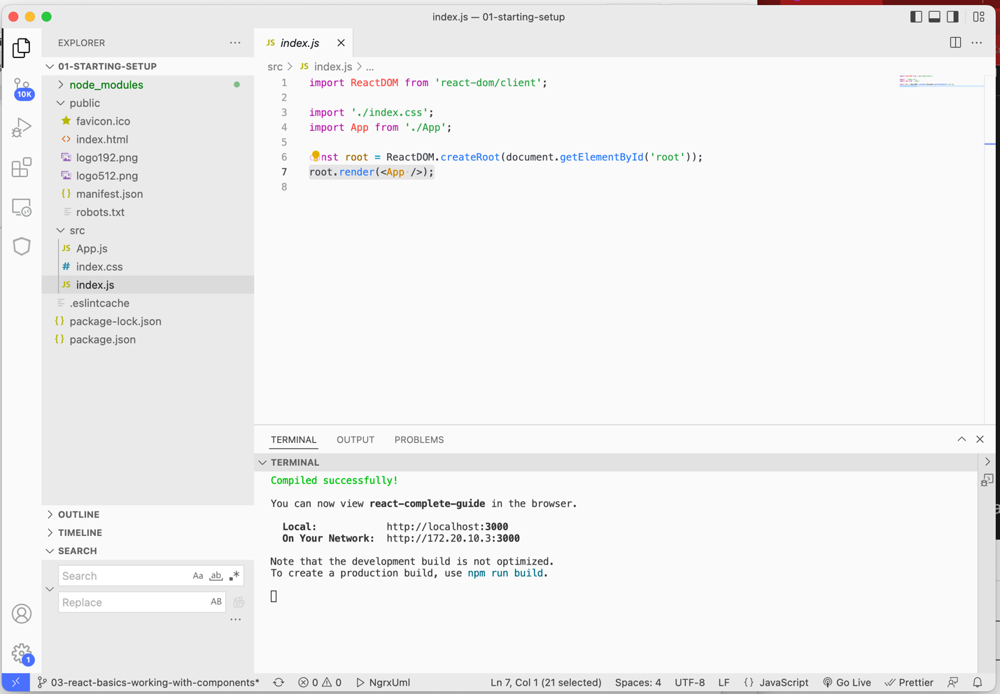 index.js — 01-starting-setup
EXPLORER
JS index.js
01-STARTING-SETUP
src > JS index.js > ...
node_modules
public
favicon.ico
index.html
logo192.png
logo512.png
manifest.json
robots.txt
src
JS App.js
# index.css
JS index.js
.eslintcache
{} package-lock.json
{} package.json
10K
1 import ReactDOM from 'react-dom/client';
2
3 import './index.css';
4 import App from './App';
5
6 const root = ReactDOM.createRoot(document.getElementById('root'));
7 root.render(<App />);
8
OUTLINE
TIMELINE
SEARCH
Search Aa ab .*
Replace AB
1
TERMINAL OUTPUT PROBLEMS
TERMINAL
Compiled successfully!
You can now view react-complete-guide in the browser.
Local: http://localhost:3000
On Your Network: http://172.20.10.3:3000
Note that the development build is not optimized.
To create a production build, use npm run build.
03-react-basics-working-with-components* 0 0 NgrxUml Ln 7, Col 1 (21 selected) Spaces: 4 UTF-8 LF {} JavaScript Go Live Prettier